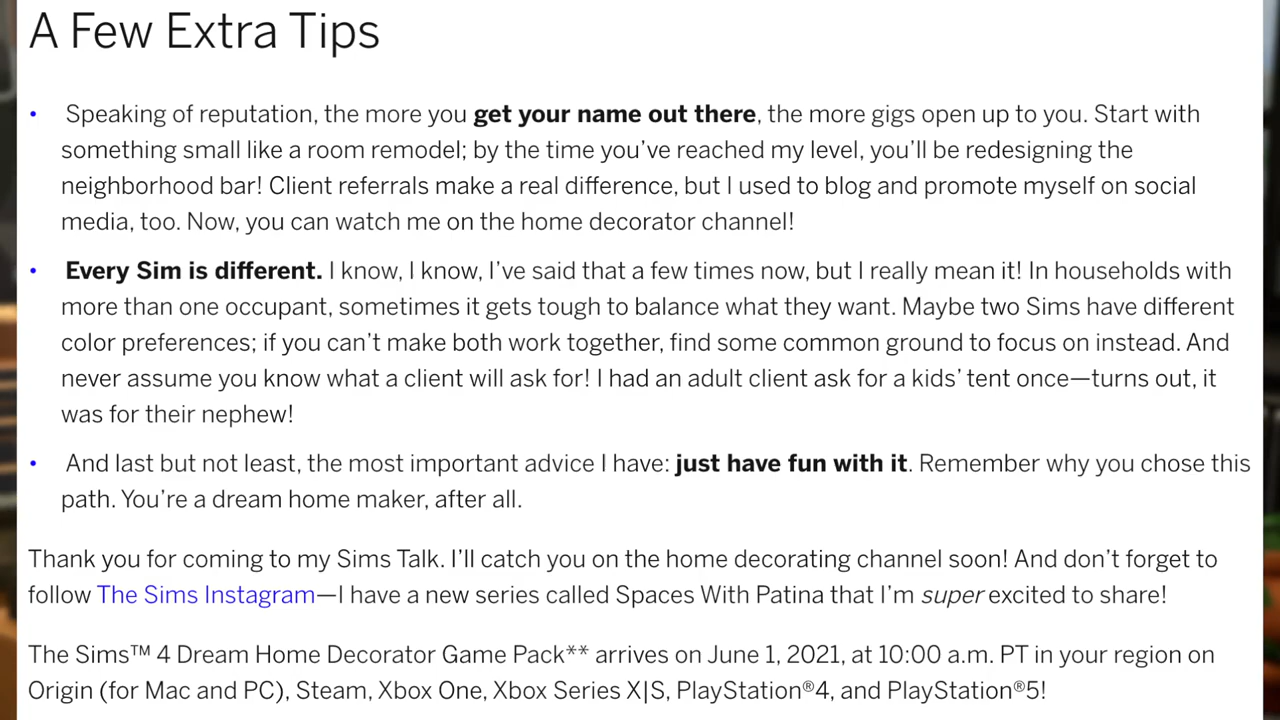 A Few Extra Tips
• Speaking of reputation, the more you get your name out there, the more gigs open up to you. Start with
something small like a room remodel; by the time you’ve reached my level, you’ll be redesigning the
neighborhood bar! Client referrals make a real difference, but I used to blog and promote myself on social
media, too. Now, you can watch me on the home decorator channel!
• Every Sim is different. I know, I know, I’ve said that a few times now, but I really mean it! In households with
more than one occupant, sometimes it gets tough to balance what they want. Maybe two Sims have different
color preferences; if you can’t make both work together, find some common ground to focus on instead. And
never assume you know what a client will ask for! I had an adult client ask for a kids’ tent once—turns out, it
was for their nephew!
• And last but not least, the most important advice I have: just have fun with it. Remember why you chose this
path. You’re a dream home maker, after all.
Thank you for coming to my Sims Talk. I’ll catch you on the home decorating channel soon! And don’t forget to
follow The Sims Instagram—I have a new series called Spaces With Patina that I’m super excited to share!
The Sims™ 4 Dream Home Decorator Game Pack** arrives on June 1, 2021, at 10:00 a.m. PT in your region on
Origin (for Mac and PC), Steam, Xbox One, Xbox Series X|S, PlayStation®4, and PlayStation®5!